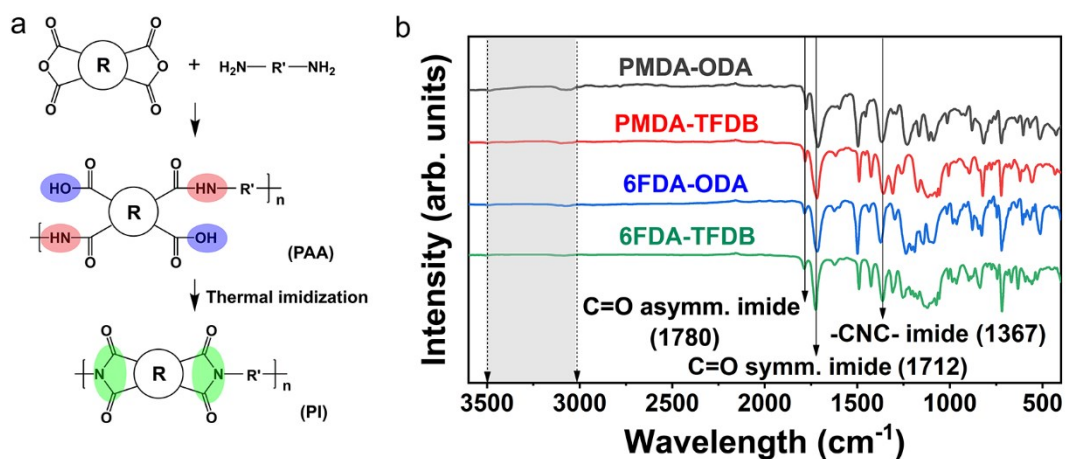 a
O
O
O
O
O
R
O
+
H₂N—R'—NH₂
O
O
HO
HN
R'
n
R
HN
OH
O
O
(PAA)
Thermal imidization
O
O
N
R
N
R'
n
O
O
(PI)
b
Intensity (arb. units)
PMDA-ODA
PMDA-TFDB
6FDA-ODA
6FDA-TFDB
C=O asymm. imide
(1780)
-CNC- imide (1367)
C=O symm. imide (1712)
3500 3000 2500 2000 1500 1000 500
Wavelength (cm⁻¹)